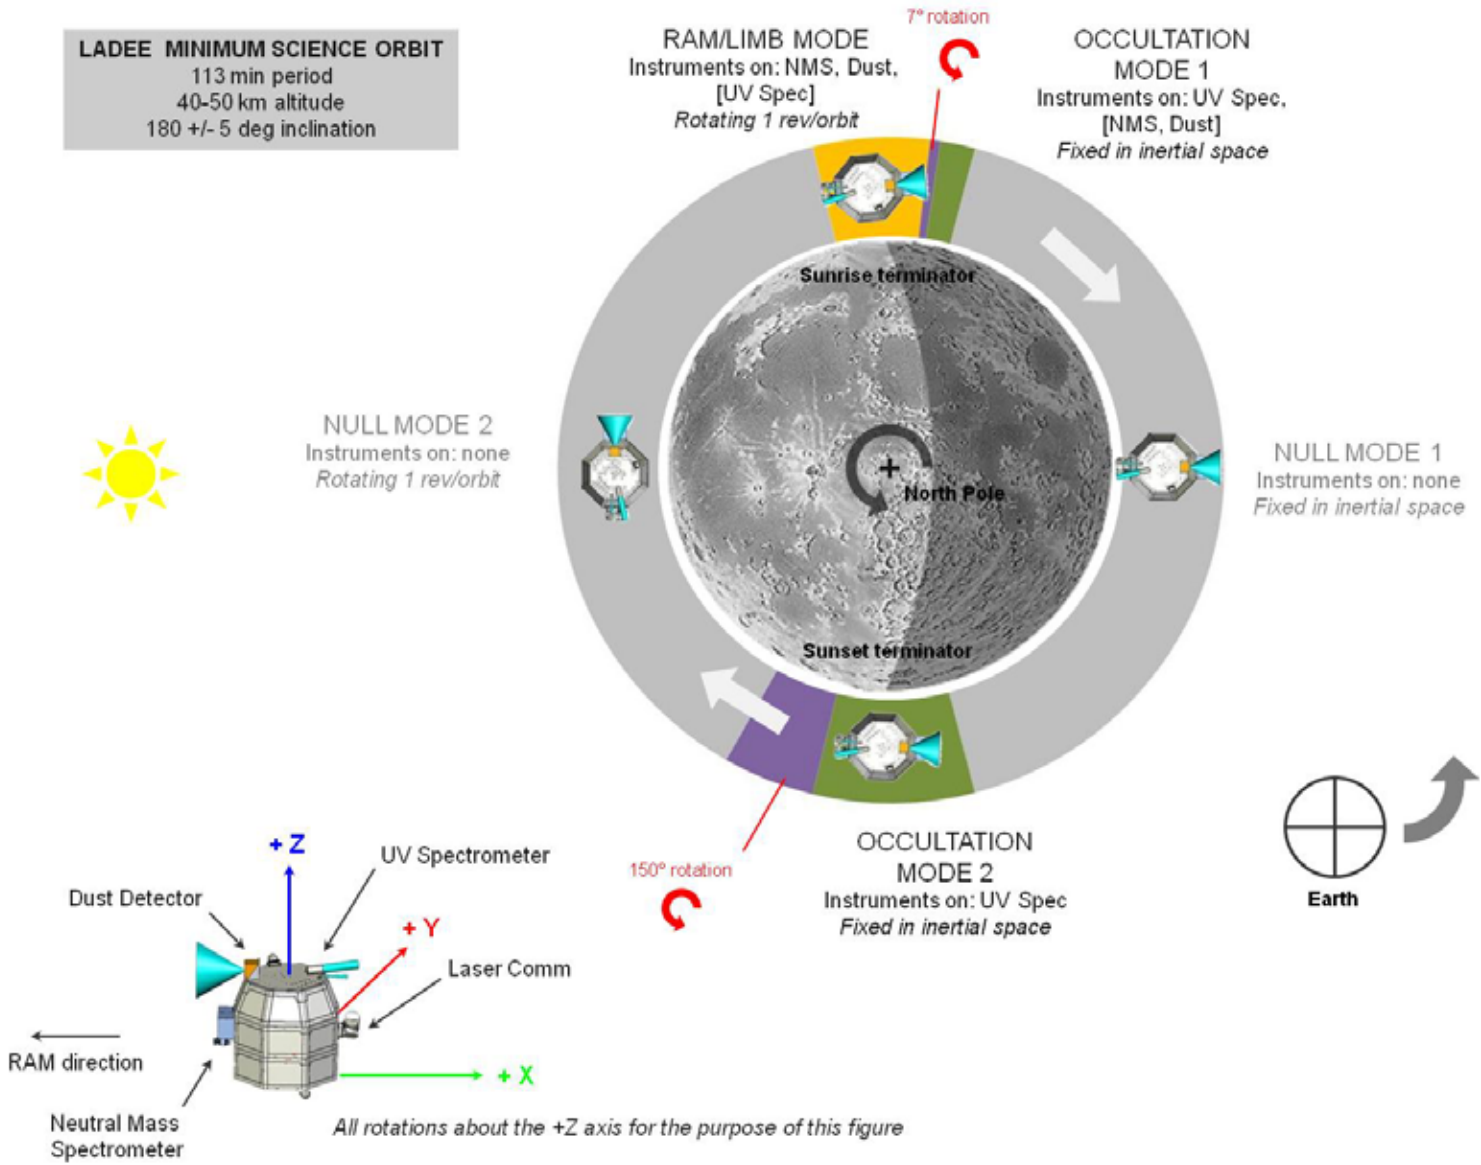 LADEE MINIMUM SCIENCE ORBIT
113 min period
40-50 km altitude
180 +/- 5 deg inclination
7º rotation
RAM/LIMB MODE
Instruments on: NMS, Dust,
[UV Spec]
Rotating 1 rev/orbit
OCCULTATION
MODE 1
Instruments on: UV Spec,
[NMS, Dust]
Fixed in inertial space
Sunrise terminator
NULL MODE 2
Instruments on: none
Rotating 1 rev/orbit
North Pole
NULL MODE 1
Instruments on: none
Fixed in inertial space
Sunset terminator
150º rotation
OCCULTATION
MODE 2
Instruments on: UV Spec
Fixed in inertial space
Earth
+ Z
UV Spectrometer
Dust Detector
+ Y
Laser Comm
RAM direction
+ X
Neutral Mass
Spectrometer
All rotations about the +Z axis for the purpose of this figure